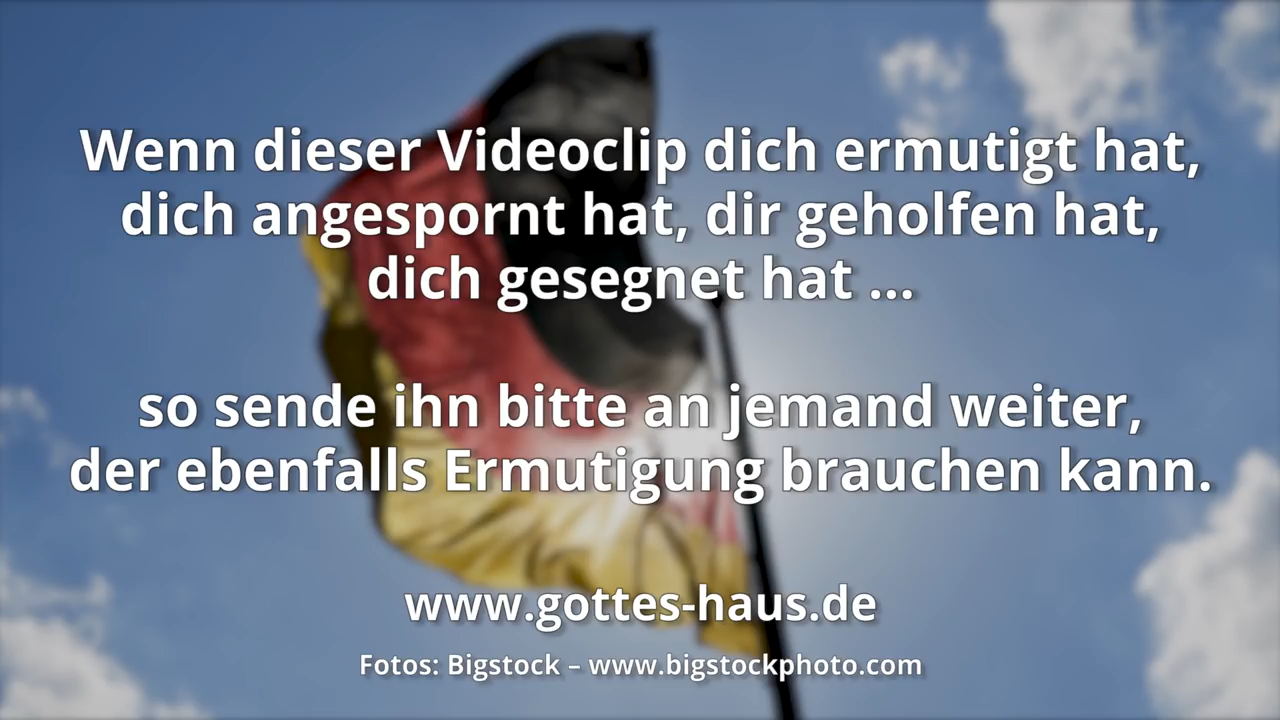 Wenn dieser Videoclip dich ermutigt hat,
dich angespornt hat, dir geholfen hat,
dich gesegnet hat ...
so sende ihn bitte an jemand weiter,
der ebenfalls Ermutigung brauchen kann.
www.gottes-haus.de
Fotos: Bigstock – www.bigstockphoto.com